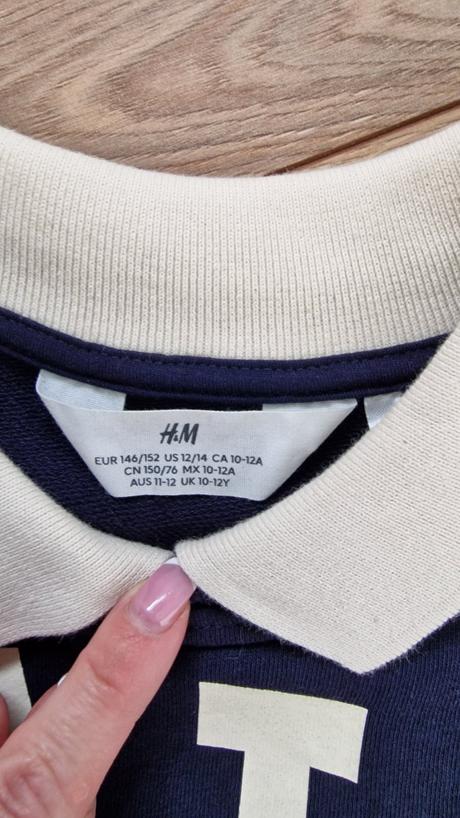 H&M
EUR 146/152 US 12/14 CA 10-12A
CN 150/76 MX 10-12A
AUS 11-12 UK 10-12Y
T